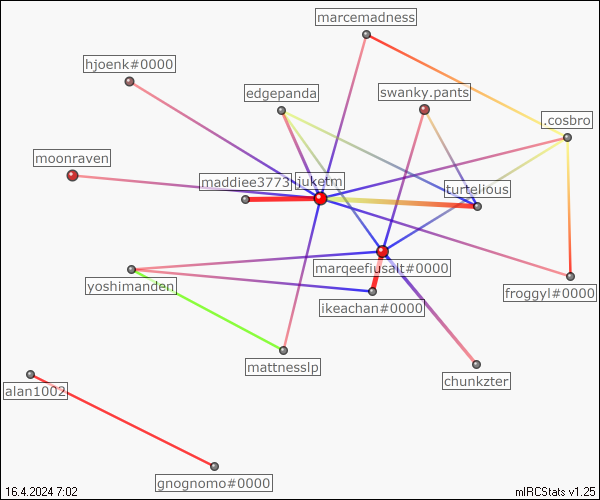 marcemadness
hjoenk#0000
edgepanda
swanky.pants
.cosbro
moonraven
maddiee3773
juketm
turtelious
marqeefiusalt#0000
yoshimanden
ikeachan#0000
froggyl#0000
mattnesslp
chunkzter
alan1002
gnognomo#0000
16.4.2024 7:02
mIRCStats v1.25